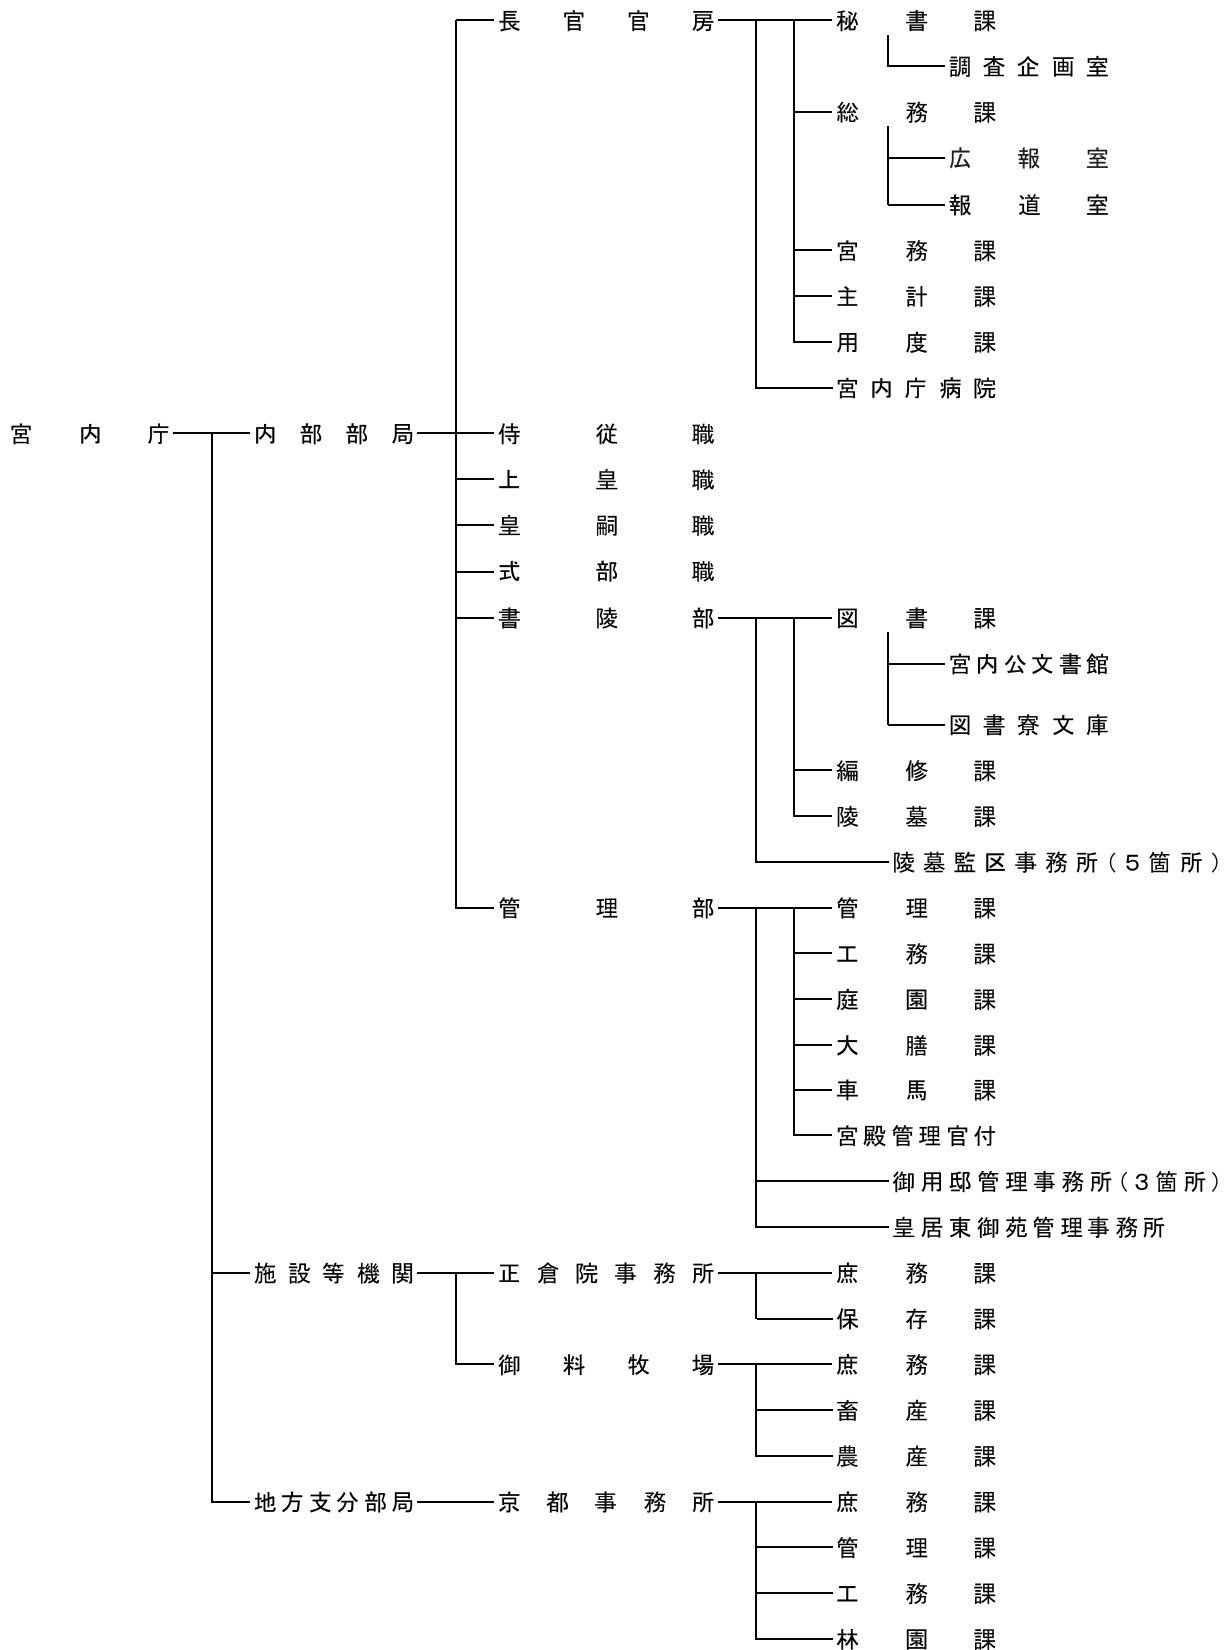 長官官房 秘書課
調査企画室
総務課
広報室
報道室
宮務課
主計課
用度課
宮内庁病院
宮内庁 内部部局 侍従職
上皇職
皇嗣職
式部職
書陵部 図書課
宮内公文書館
図書寮文庫
編修課
陵墓課
陵墓監区事務所（5箇所）
管理部 管理課
工務課
庭園課
大膳課
車馬課
宮殿管理官付
御用邸管理事務所（3箇所）
皇居東御苑管理事務所
施設等機関 正倉院事務所 庶務課
保存課
御料牧場 庶務課
畜産課
農産課
地方支分部局 京都事務所 庶務課
管理課
工務課
林園課